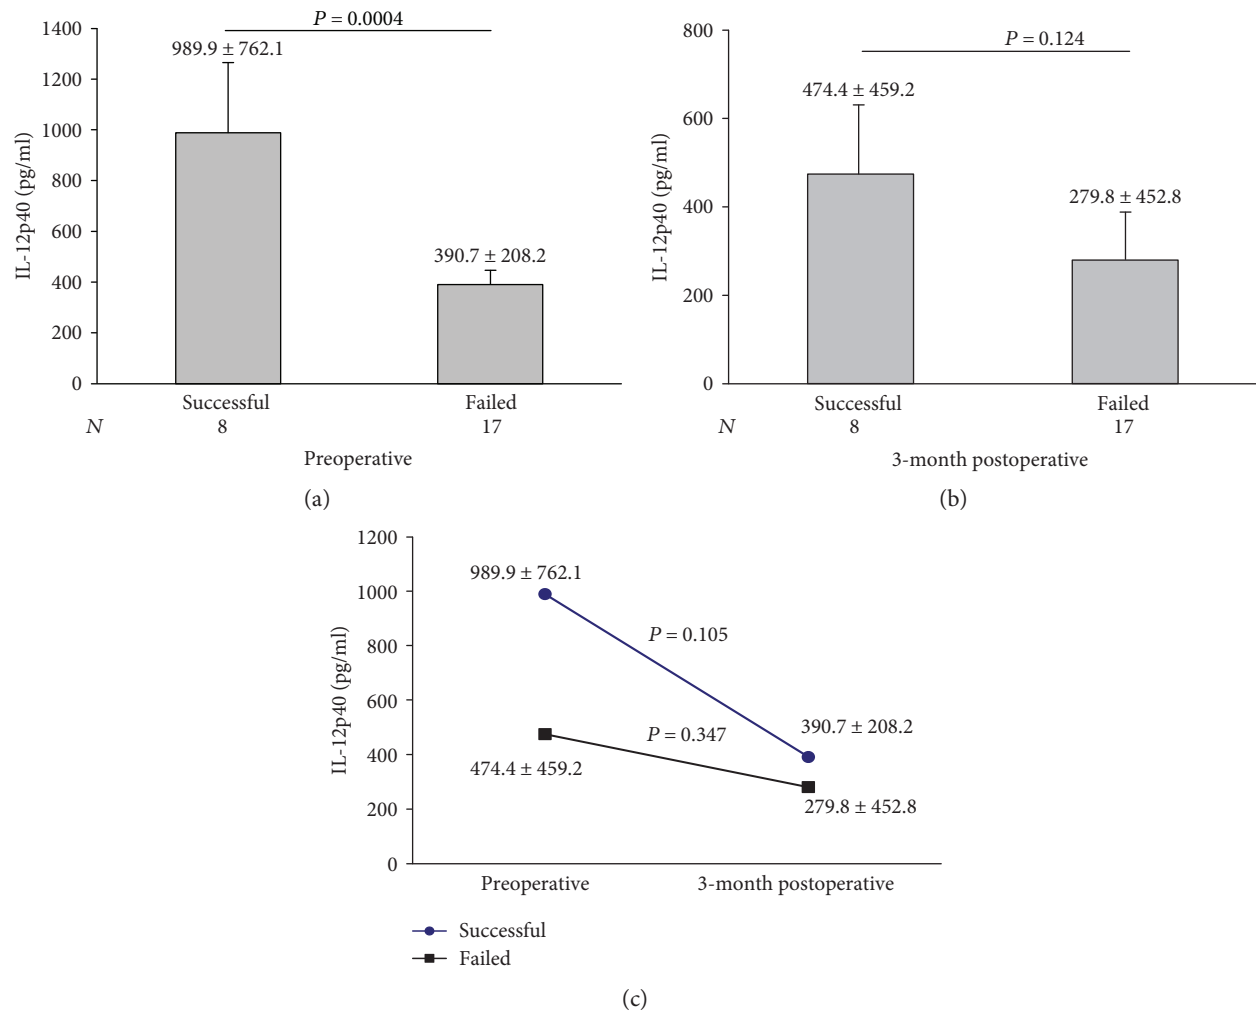 P = 0.0004
1400
1200
1000
800
600
400
200
0
IL-12p40 (pg/ml)
989.9 ± 762.1
390.7 ± 208.2
Successful Failed
N 8 17
Preoperative
(a)
P = 0.124
800
600
400
200
0
IL-12p40 (pg/ml)
474.4 ± 459.2
279.8 ± 452.8
Successful Failed
N 8 17
3-month postoperative
(b)
1200
1000
800
600
400
200
0
IL-12p40 (pg/ml)
989.9 ± 762.1
P = 0.105
390.7 ± 208.2
P = 0.347
474.4 ± 459.2
279.8 ± 452.8
Preoperative 3-month postoperative
Successful
Failed
(c)